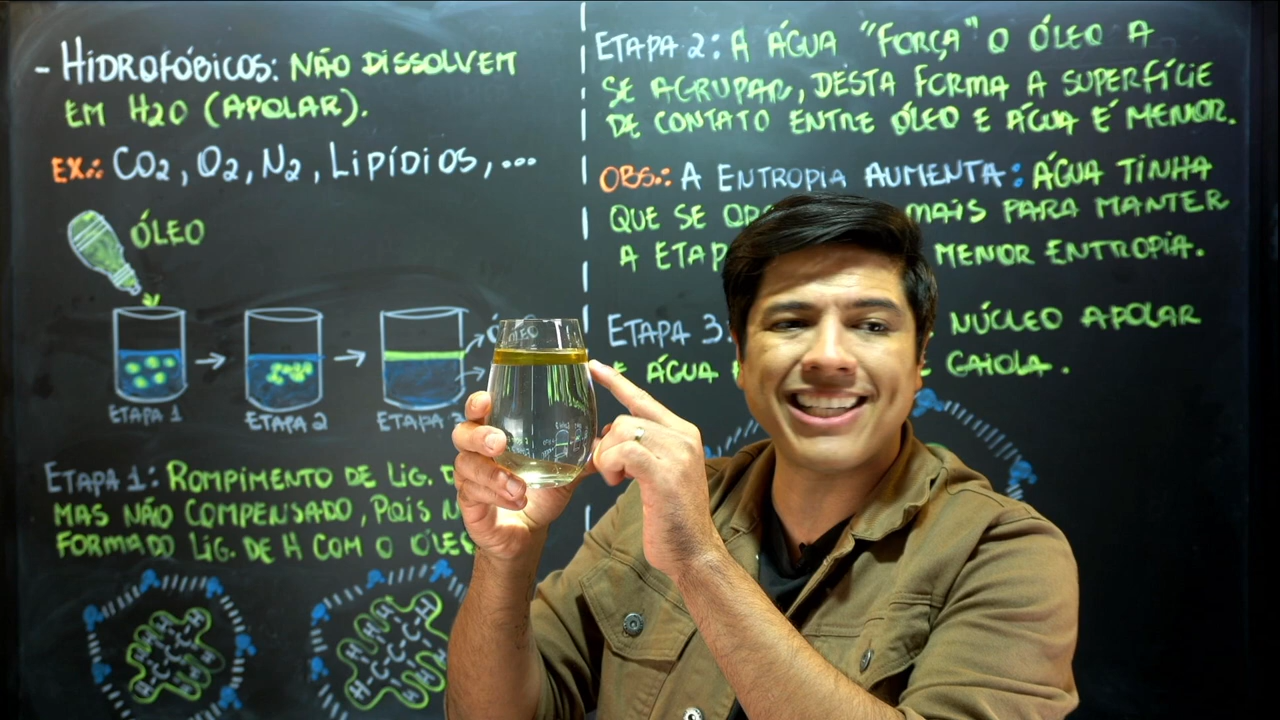 - HIDROFÓBICOS: NÃO DISSOLVEM
EM H2O (APOLAR).
EX.: CO2, O2, N2, LIPÍDIOS, ...
ÓLEO
ETAPA 1
ETAPA 2
ETAPA
ETAPA 1: ROMPIMENTO DE LIG.
MAS NÃO COMPENSADO, POIS
FORMADO LIG. DE H COM O ÓLEO
ETAPA 2: A ÁGUA "FORÇA" O ÓLEO A
SE AGRUPAR, DESTA FORMA A SUPERFÍCIE
DE CONTATO ENTRE ÓLEO E ÁGUA É MENOR.
OBS.: A ENTROPIA AUMENTA: ÁGUA TINHA
QUE SE MAIS PARA MANTER
A MENOR ENTROPIA.
ETAPA 3: NÚCLEO APOLAR
E ÁGUA GAIOLA.